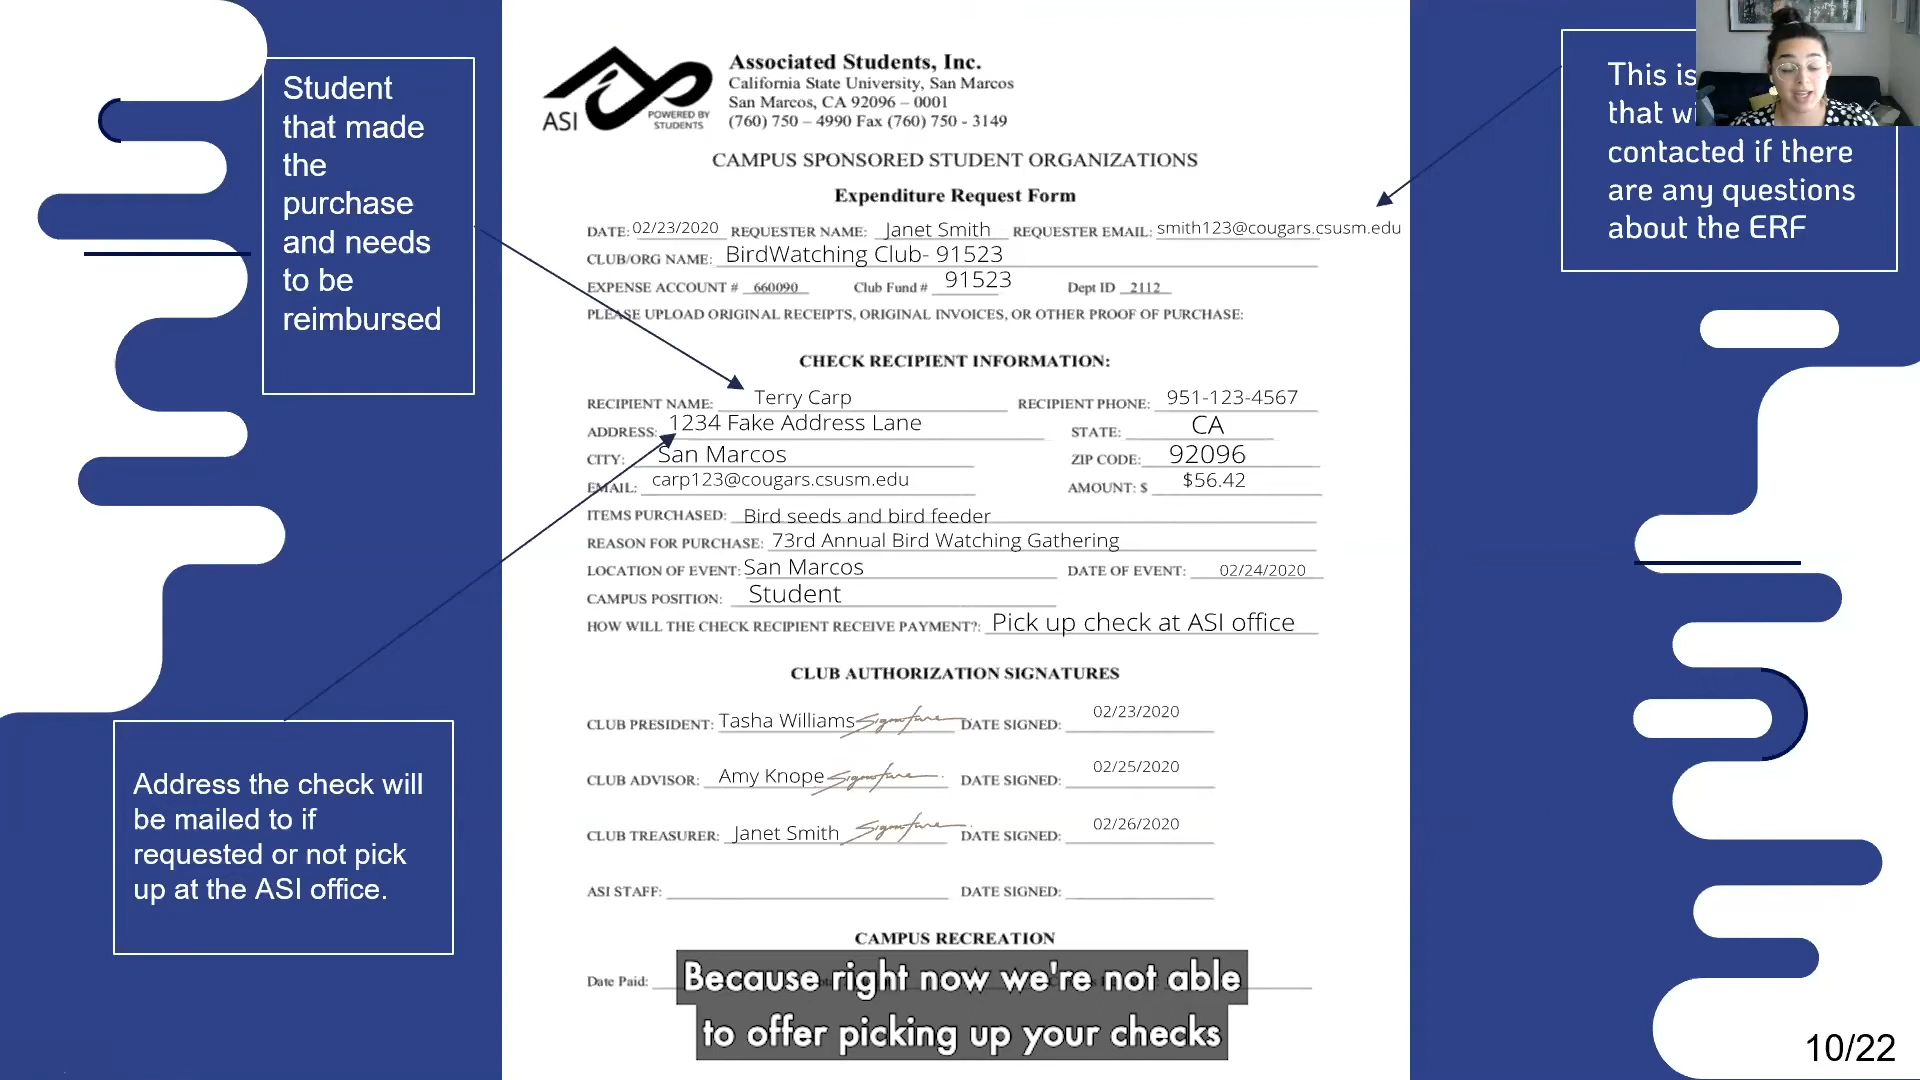 Student
that made
the
purchase
and needs
to be
reimbursed
Address the check will
be mailed to if
requested or not pick
up at the ASI office.
ASI POWERED BY
STUDENTS
Associated Students, Inc.
California State University, San Marcos
San Marcos, CA 92096 – 0001
(760) 750 – 4990 Fax (760) 750 - 3149
CAMPUS SPONSORED STUDENT ORGANIZATIONS
Expenditure Request Form
DATE: 02/23/2020 REQUESTER NAME: Janet Smith REQUESTER EMAIL: smith123@cougars.csusm.edu
CLUB/ORG NAME: BirdWatching Club- 91523
EXPENSE ACCOUNT # 660090 Club Fund # 91523 Dept ID 2112
PLEASE UPLOAD ORIGINAL RECEIPTS, ORIGINAL INVOICES, OR OTHER PROOF OF PURCHASE:
CHECK RECIPIENT INFORMATION:
RECIPIENT NAME: Terry Carp RECIPIENT PHONE: 951-123-4567
ADDRESS: 1234 Fake Address Lane STATE: CA
CITY: San Marcos ZIP CODE: 92096
EMAIL: carp123@cougars.csusm.edu AMOUNT: $ $56.42
ITEMS PURCHASED: Bird seeds and bird feeder
REASON FOR PURCHASE: 73rd Annual Bird Watching Gathering
LOCATION OF EVENT: San Marcos DATE OF EVENT: 02/24/2020
CAMPUS POSITION: Student
HOW WILL THE CHECK RECIPIENT RECEIVE PAYMENT?: Pick up check at ASI office
CLUB AUTHORIZATION SIGNATURES
CLUB PRESIDENT: Tasha Williams Signature DATE SIGNED: 02/23/2020
CLUB ADVISOR: Amy Knope Signature DATE SIGNED: 02/25/2020
CLUB TREASURER: Janet Smith Signature DATE SIGNED: 02/26/2020
ASI STAFF: DATE SIGNED:
CAMPUS RECREATION
Date Paid:
Because right now we're not able
to offer picking up your checks
This is
that
contacted if there
are any questions
about the ERF
10/22